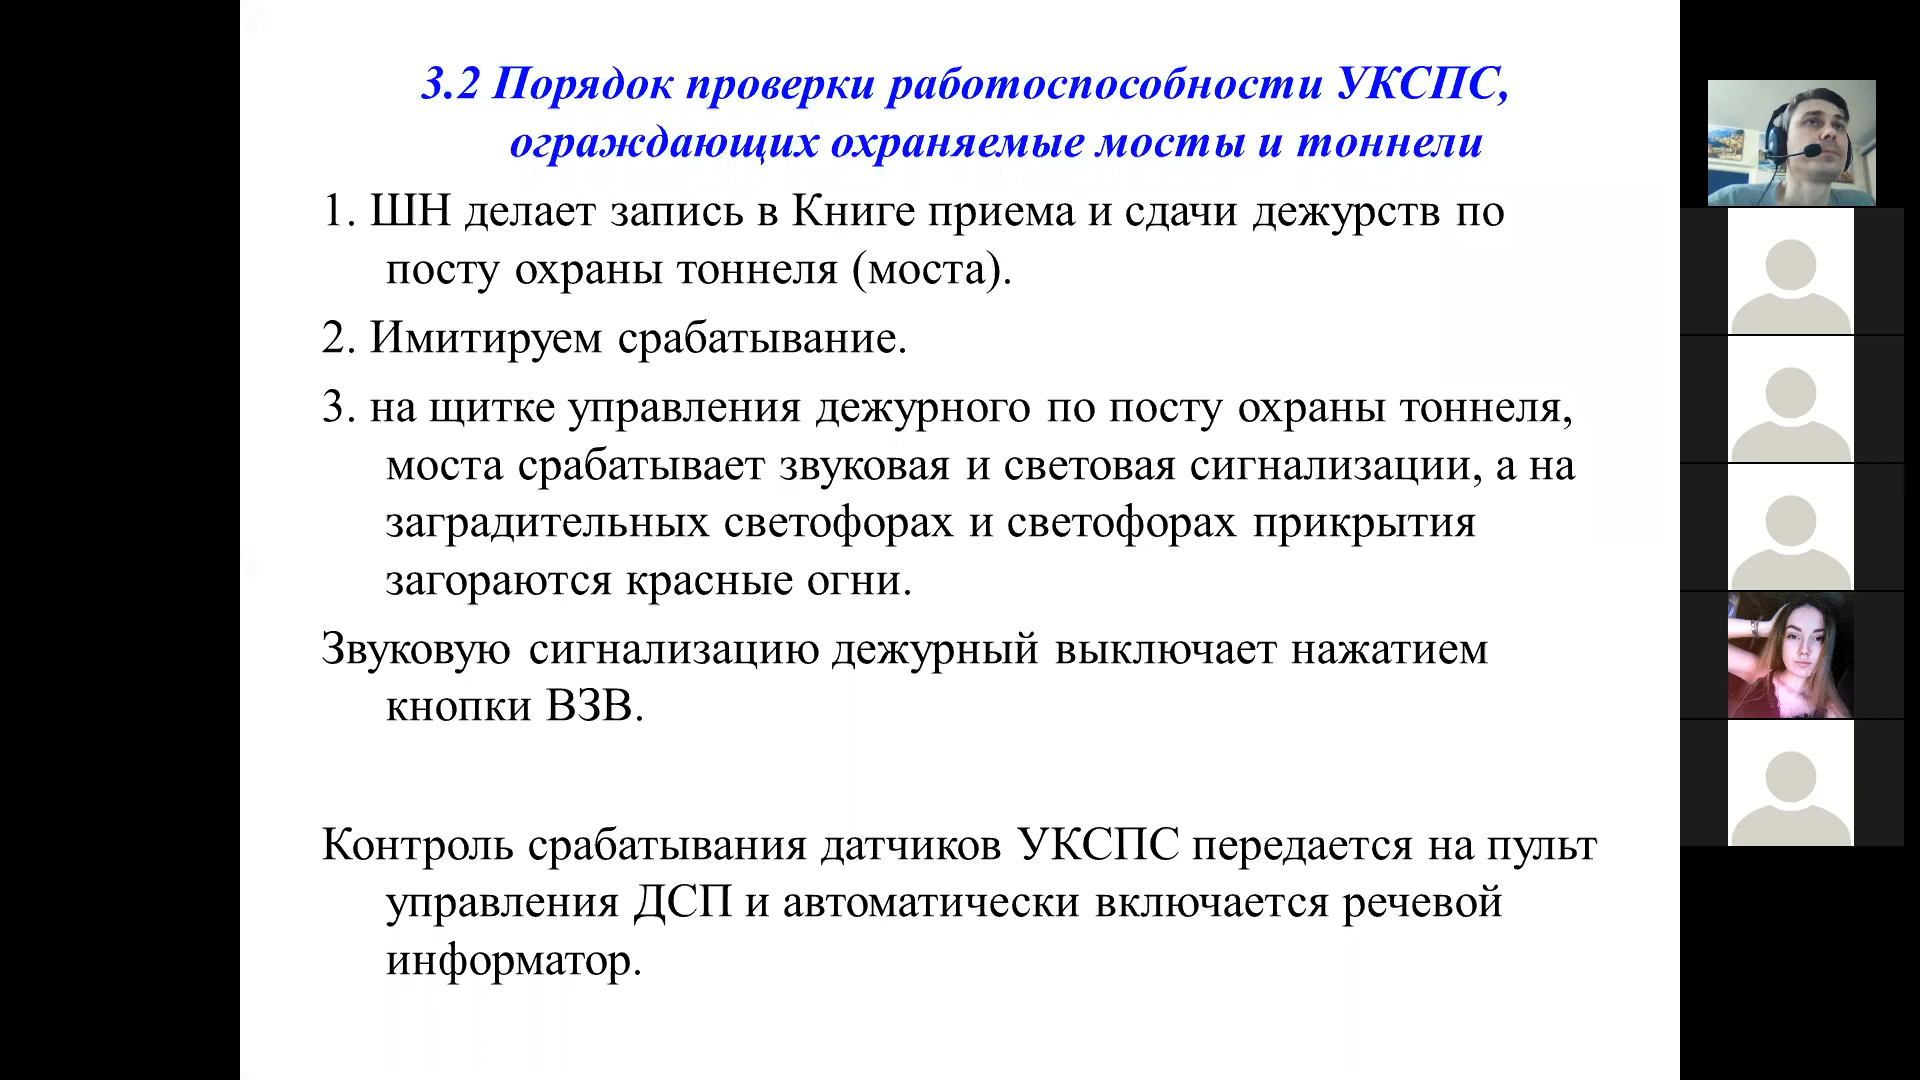 3.2 Порядок проверки работоспособности УКСПС,
ограждающих охраняемые мосты и тоннели
1. ШН делает запись в Книге приема и сдачи дежурств по
посту охраны тоннеля (моста).
2. Имитируем срабатывание.
3. на щитке управления дежурного по посту охраны тоннеля,
моста срабатывает звуковая и световая сигнализации, а на
заградительных светофорах и светофорах прикрытия
загораются красные огни.
Звуковую сигнализацию дежурный выключает нажатием
кнопки ВЗВ.
Контроль срабатывания датчиков УКСПС передается на пульт
управления ДСП и автоматически включается речевой
информатор.